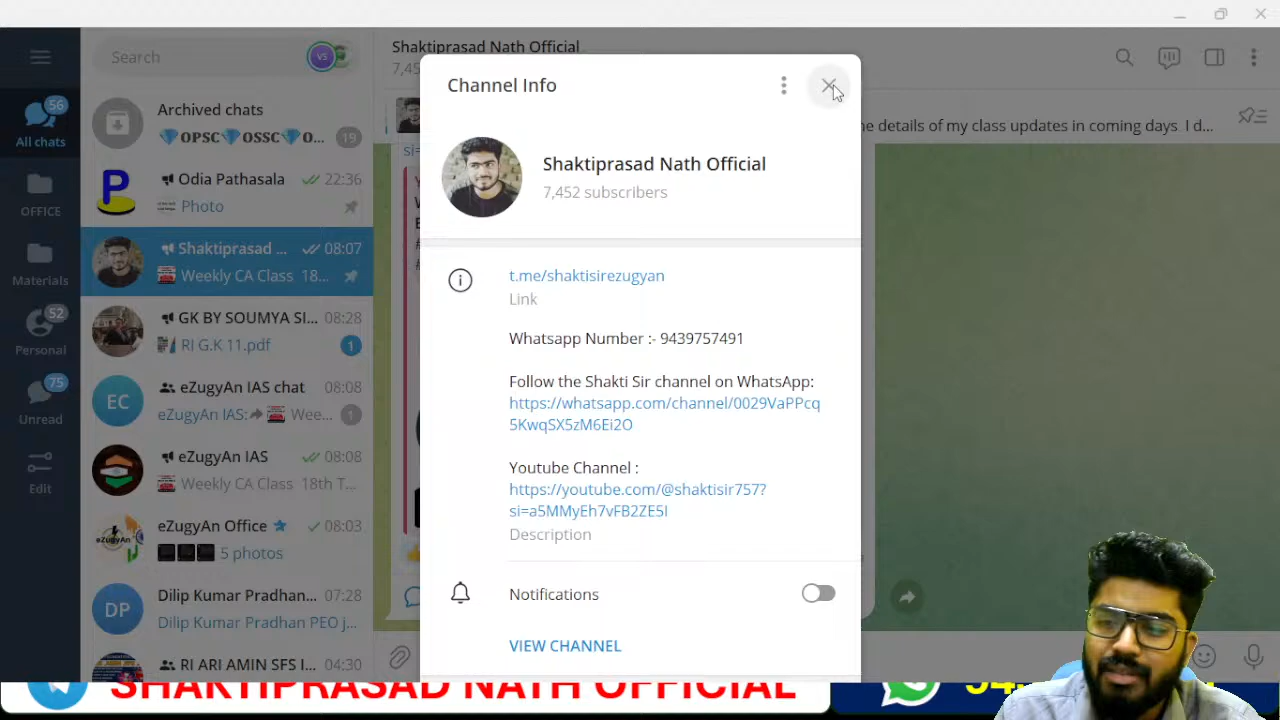 Search
VS
Shaktiprasad Nath Official
7,45
56
All chats
OFFICE
Materials
52
Personal
75
Unread
Edit
Archived chats
💎OPSC💎OSSC💎O...
19
Odia Pathasala
22:36
Photo
Shaktiprasad ...
08:07
Weekly CA Class 18...
GK BY SOUMYA SI...
08:28
RI G.K 11.pdf
1
EC
eZugyAn IAS chat
08:08
eZugyAn IAS:
Wee...
1
eZugyAn IAS
08:08
Weekly CA Class 18th T...
eZugyAn Office
08:03
5 photos
DP
Dilip Kumar Pradhan...
07:28
Dilip Kumar Pradhan PEO j...
RI ARI AMIN SFS I...
04:30
e details of my class updates in coming days I d...
si=
Channel Info
Shaktiprasad Nath Official
7,452 subscribers
t.me/shaktisirezugyan
Link
Whatsapp Number :- 9439757491
Follow the Shakti Sir channel on WhatsApp:
https://whatsapp.com/channel/0029VaPPcq
5KwqSX5zM6Ei2O
Youtube Channel :
https://youtube.com/@shaktisir757?
si=a5MMyEh7vFB2ZE5I
Description
Notifications
VIEW CHANNEL
SHAKTIPRASAD NATH OFFICIAL